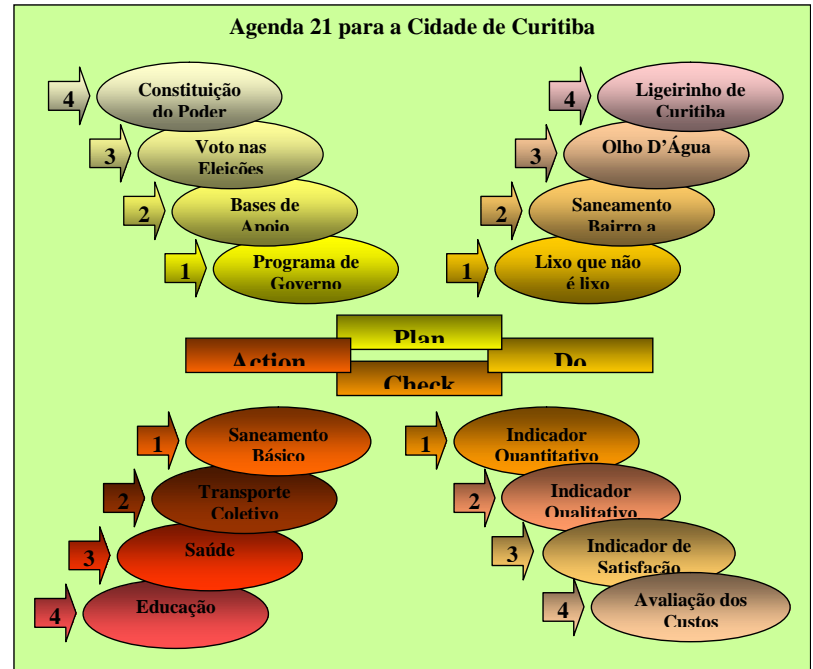 Agenda 21 para a Cidade de Curitiba
4
Constituição
do Poder
3
Voto nas
Eleições
2
Bases de
Apoio
1
Programa de
Governo
4
Ligeirinho de
Curitiba
3
Olho D’Água
2
Saneamento
Bairro a
1
Lixo que não
é lixo
Plan
Action
Do
Check
1
Saneamento
Básico
2
Transporte
Coletivo
3
Saúde
4
Educação
1
Indicador
Quantitativo
2
Indicador
Qualitativo
3
Indicador de
Satisfação
4
Avaliação dos
Custos